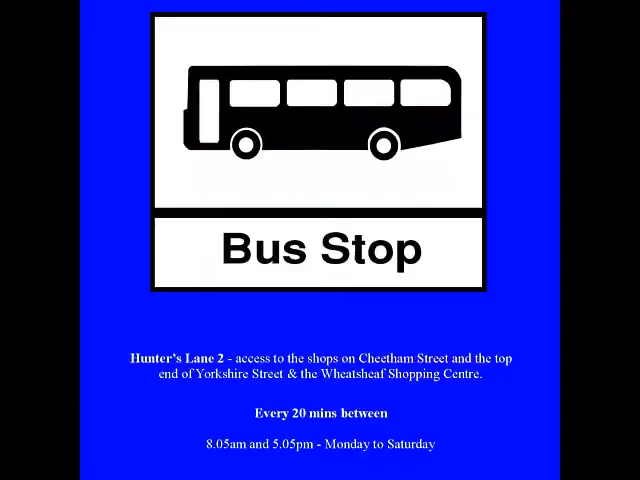 Bus Stop
Hunter's Lane 2 - access to the shops on Cheetham Street and the top
end of Yorkshire Street & the Wheatsheaf Shopping Centre.
Every 20 mins between
8.05am and 5.05pm - Monday to Saturday